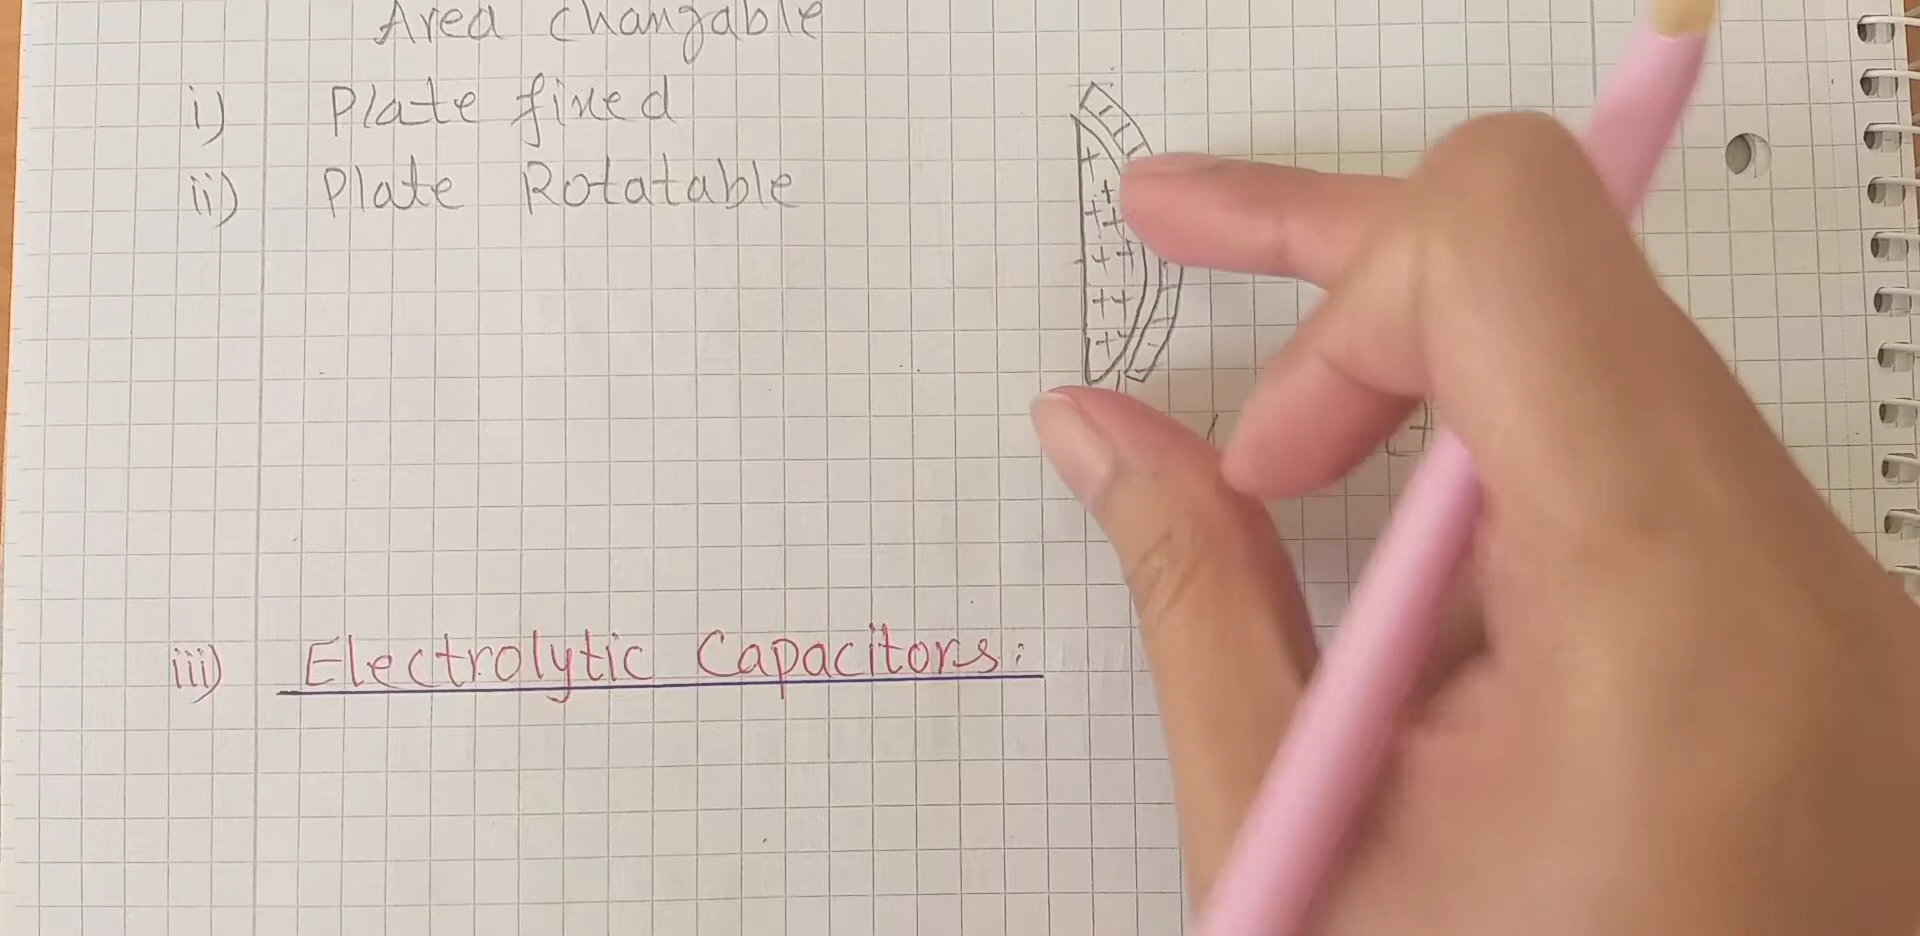 Area Changable
i) Plate fixed
ii) Plate Rotatable
iii) Electrolytic Capacitors: